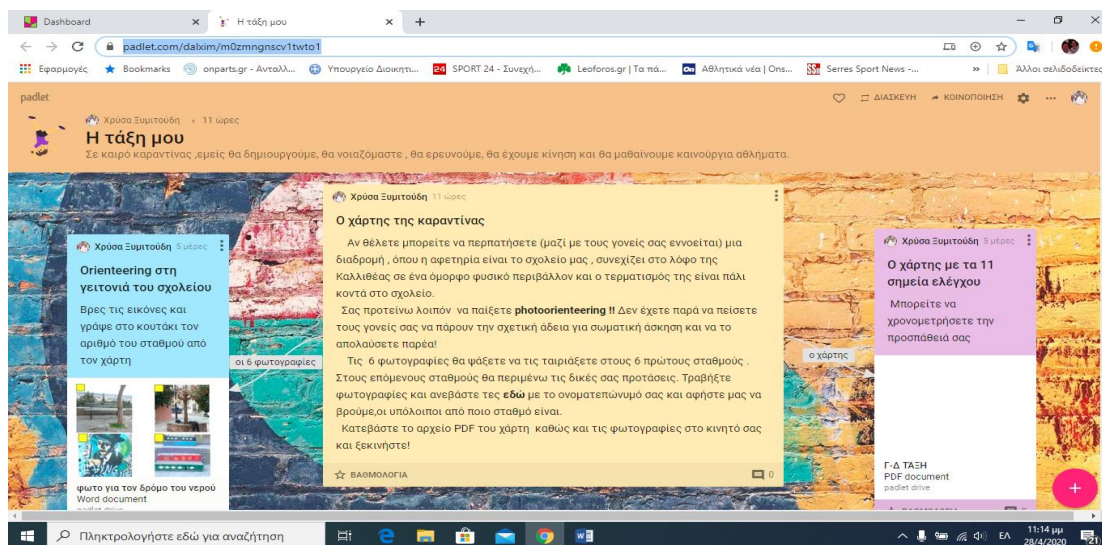 Dashboard
Η τάξη μου
padlet.com/dalxim/m0zmngnscv1twto1
Εφαρμογές
Bookmarks
onparts.gr - Ανταλλ...
Υπουργείο Διοικητι...
24 SPORT 24 - Συνεχή...
Leoforos.gr | Τα πά...
On Αθλητικά νέα | Ons...
Serres Sport News -...
»
Άλλοι σελιδοδείκτες
padlet
ΔΙΑΣΚΕΥΗ
ΚΟΙΝΟΠΟΙΗΣΗ
Χρύσα Ξυμιτούδη • 11 ώρες
Η τάξη μου
Σε καιρό καραντίνας ,εμείς θα δημιουργούμε, θα νοιαζόμαστε , θα ερευνούμε, θα έχουμε κίνηση και θα μαθαίνουμε καινούργια αθλήματα.
Χρύσα Ξυμιτούδη 5 μέρες
Orienteering στη
γειτονιά του σχολείου
Βρες τις εικόνες και
γράψε στο κουτάκι τον
αριθμό του σταθμού από
τον χάρτη
φωτο για τον δρόμο του νερού
Word document
padlet drive
οι 6 φωτογραφίες
Χρύσα Ξυμιτούδη 11 ώρες
Ο χάρτης της καραντίνας
Αν θέλετε μπορείτε να περπατήσετε (μαζί με τους γονείς σας εννοείται) μια
διαδρομή , όπου η αφετηρία είναι το σχολείο μας , συνεχίζει στο λόφο της
Καλλιθέας σε ένα όμορφο φυσικό περιβάλλον και ο τερματισμός της είναι πάλι
κοντά στο σχολείο.
Σας προτείνω λοιπόν να παίξετε photoorienteering !! Δεν έχετε παρά να πείσετε
τους γονείς σας να πάρουν την σχετική άδεια για σωματική άσκηση και να το
απολαύσετε παρέα!
Τις 6 φωτογραφίες θα ψάξετε να τις ταιριάξετε στους 6 πρώτους σταθμούς .
Στους επόμενους σταθμούς θα περιμένω τις δικές σας προτάσεις. Τραβήξτε
φωτογραφίες και ανεβάστε τες εδώ με το ονοματεπώνυμό σας και αφήστε μας να
βρούμε,οι υπόλοιποι από ποιο σταθμό είναι.
Κατεβάστε το αρχείο PDF του χάρτη καθώς και τις φωτογραφίες στο κινητό σας
και ξεκινήστε!
ΒΑΘΜΟΛΟΓΙΑ
0
ο χάρτης
Χρύσα Ξυμιτούδη 5 μέρες
Ο χάρτης με τα 11
σημεία ελέγχου
Μπορείτε να
χρονομετρήσετε την
προσπάθειά σας
Γ-Δ ΤΑΞΗ
PDF document
padlet drive
Πληκτρολογήστε εδώ για αναζήτηση
ΕΛ
11:14 μμ
28/4/2020
21